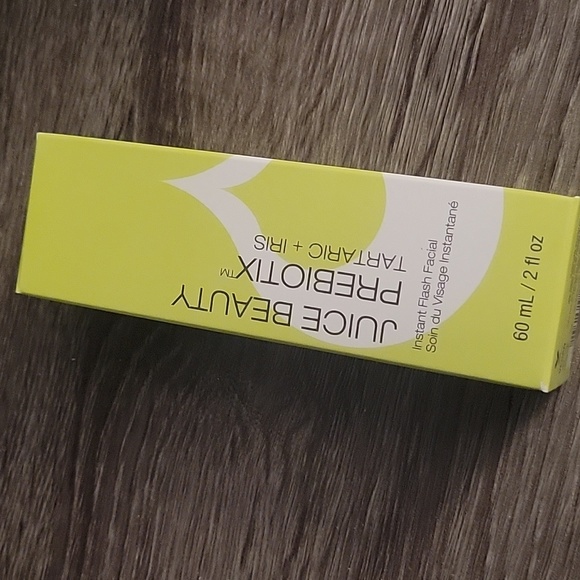 JUICE BEAUTY
PREBIOTIX™
TARTARIC + IRIS
Instant Flash Facial
Soin du Visage Instantané
60 mL / 2 fl oz